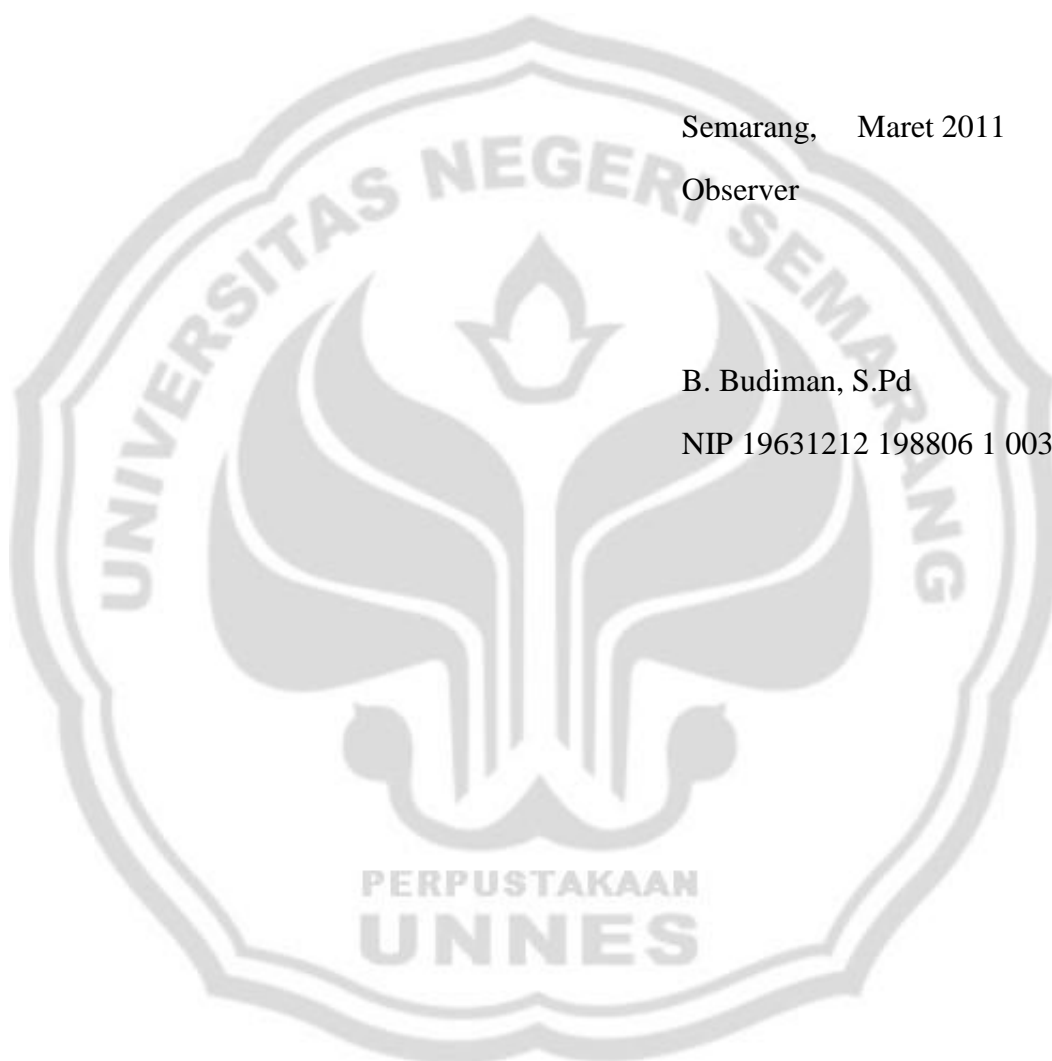 Semarang, Maret 2011
Observer
UNIVERSITAS NEGERI SEMARANG
B. Budiman, S.Pd
NIP 19631212 198806 1 003
PERPUSTAKAAN
UNNES